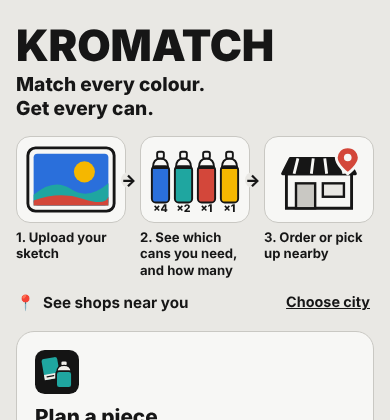 KROMATCH
Match every colour.
Get every can.
×4 ×2 ×1 ×1
1. Upload your
sketch
2. See which
cans you need,
and how many
3. Order or pick
up nearby
See shops near you
Choose city
Plan a piece